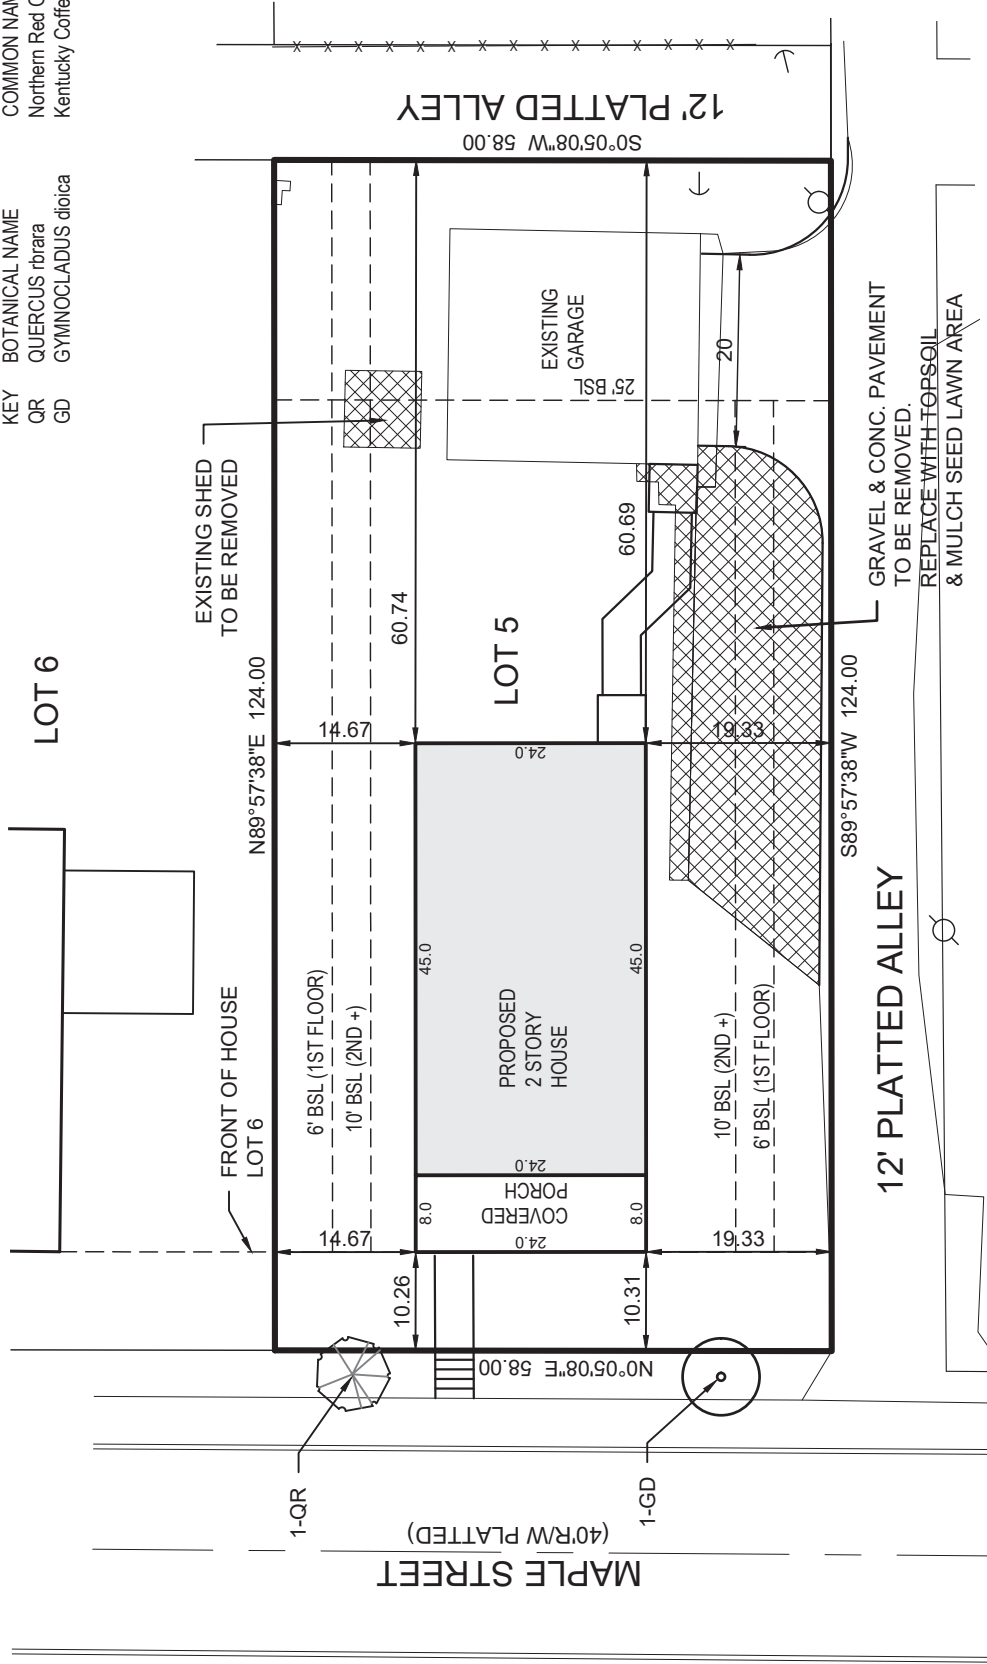 KEY BOTANICAL NAME COMMON NAM
QR QUERCUS rbrara Northern Red
GD GYMNOCLADUS dioica Kentucky Coffe
LOT 6
FRONT OF HOUSE
LOT 6
EXISTING SHED
TO BE REMOVED
N89°57'38"E 124.00
6' BSL (1ST FLOOR)
10' BSL (2ND +)
14.67
14.67
10.26
8.0
45.0
60.74
COVERED
PORCH
24.0
24.0
PROPOSED
2 STORY
HOUSE
24.0
LOT 5
EXISTING
GARAGE
25' BSL
10.31
8.0
45.0
60.69
19.33
19.33
20
10' BSL (2ND +)
6' BSL (1ST FLOOR)
S89°57'38"W 124.00
12' PLATTED ALLEY
GRAVEL & CONC. PAVEMENT
TO BE REMOVED.
REPLACE WITH TOPSOIL
& MULCH SEED LAWN AREA
S0°05'08"W 58.00
12' PLATTED ALLEY
X X X X X X X X X X X X X X X
N0°05'08"E 58.00
1-QR
1-GD
MAPLE STREET
(40'R/W PLATTED)